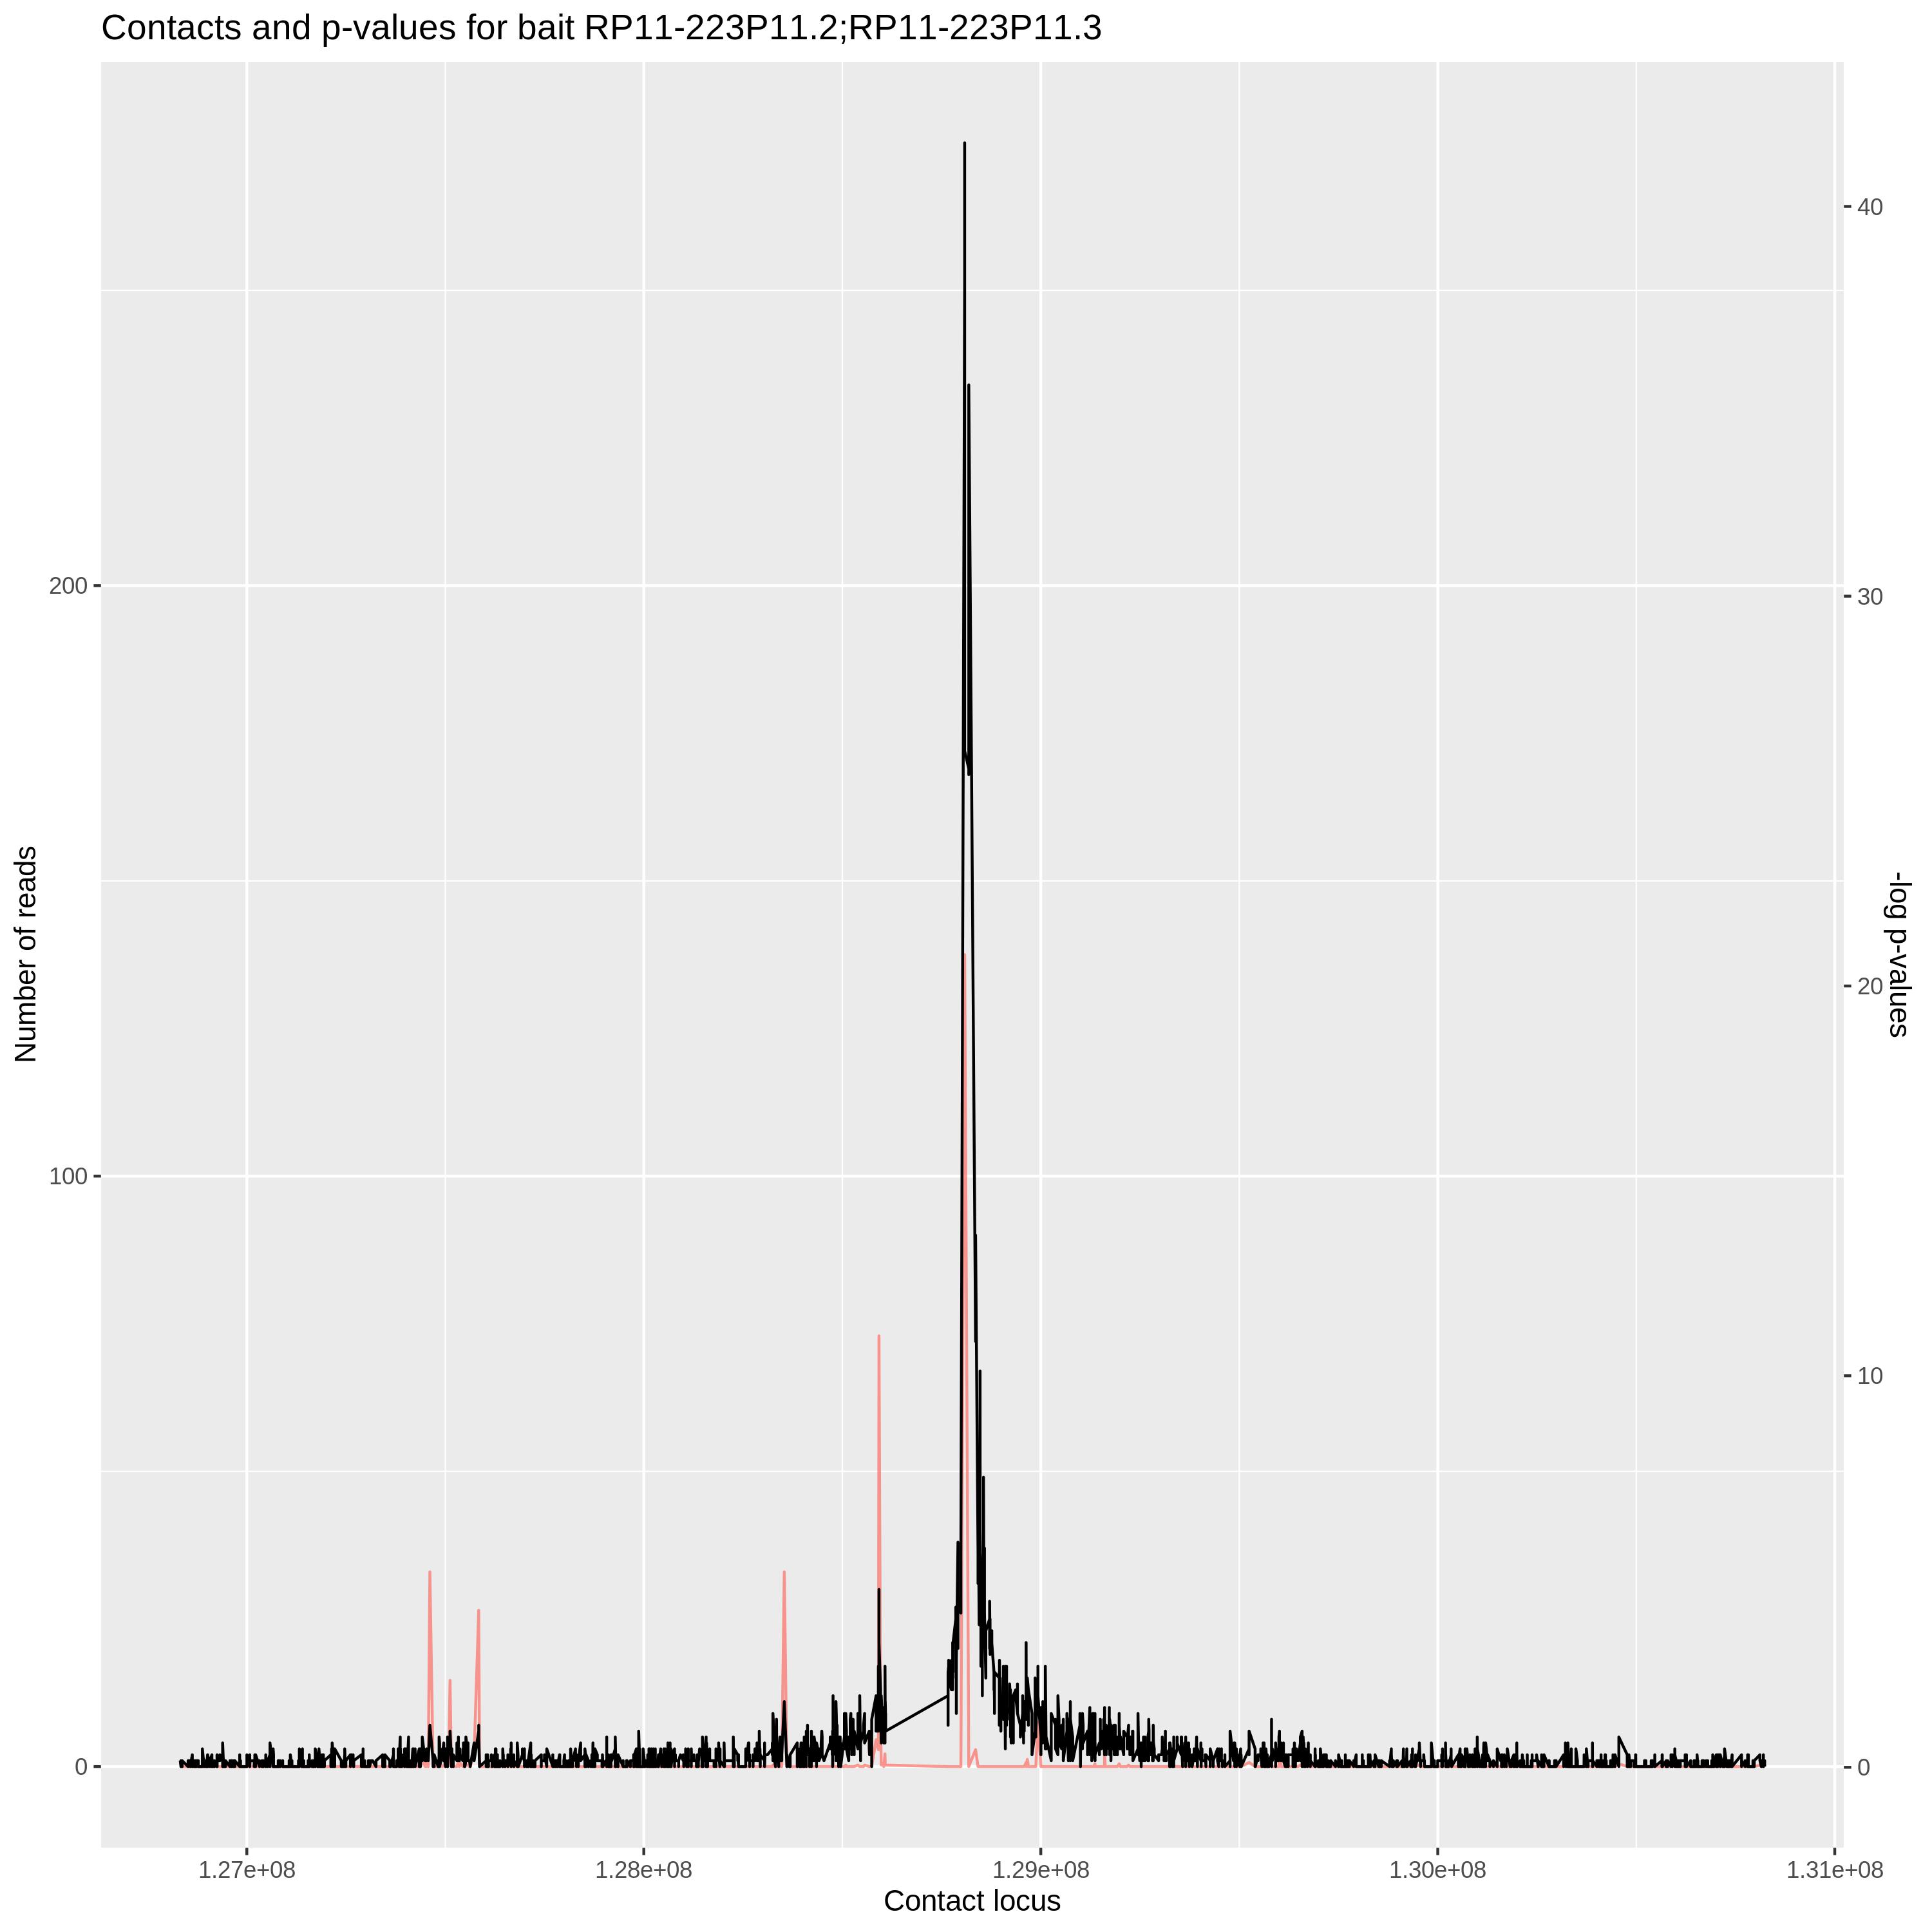 Contacts and p-values for bait RP11-223P11.2;RP11-223P11.3
Number of reads
200
100
0
40
30
20
10
0
-log p-values
1.27e+08 1.28e+08 1.29e+08 1.30e+08 1.31e+08
Contact locus